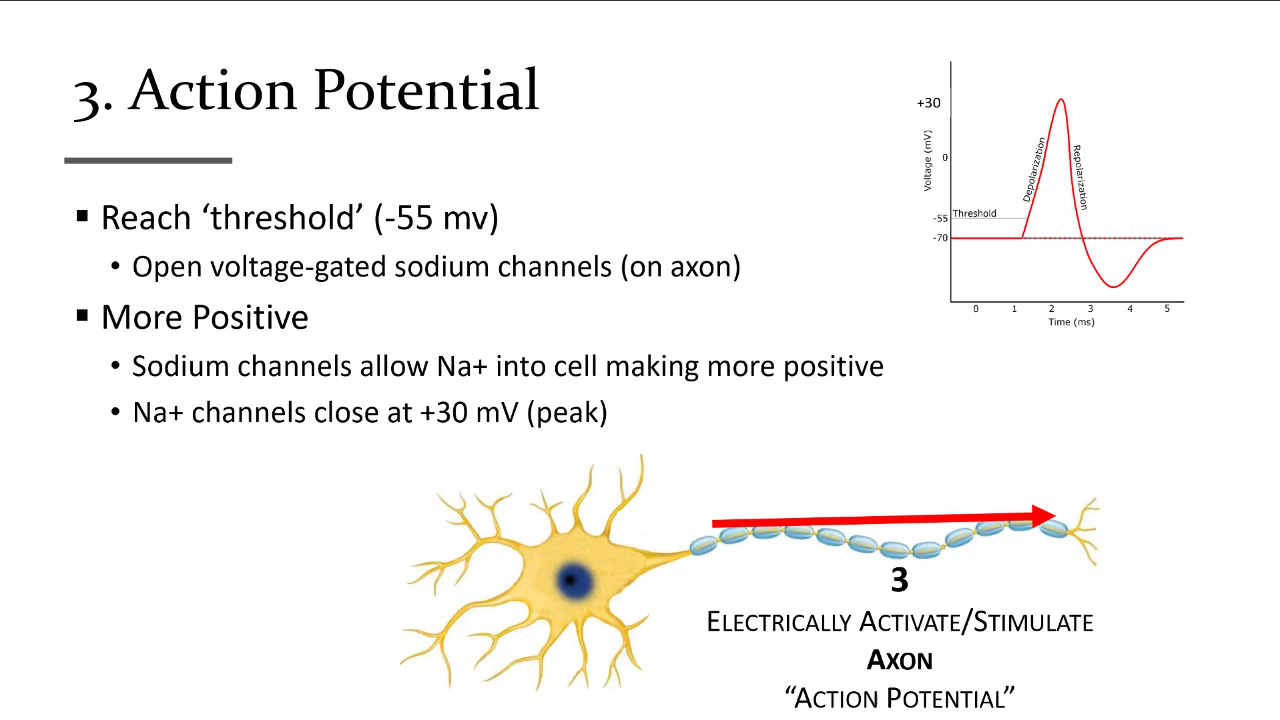 3. Action Potential
▪ Reach ‘threshold’ (-55 mv)
• Open voltage-gated sodium channels (on axon)
▪ More Positive
• Sodium channels allow Na+ into cell making more positive
• Na+ channels close at +30 mV (peak)
+30
0
-55
-70
Voltage (mV)
Threshold
Depolarization
Repolarization
0 1 2 3 4 5
Time (ms)
3
ELECTRICALLY ACTIVATE/STIMULATE
AXON
“ACTION POTENTIAL”